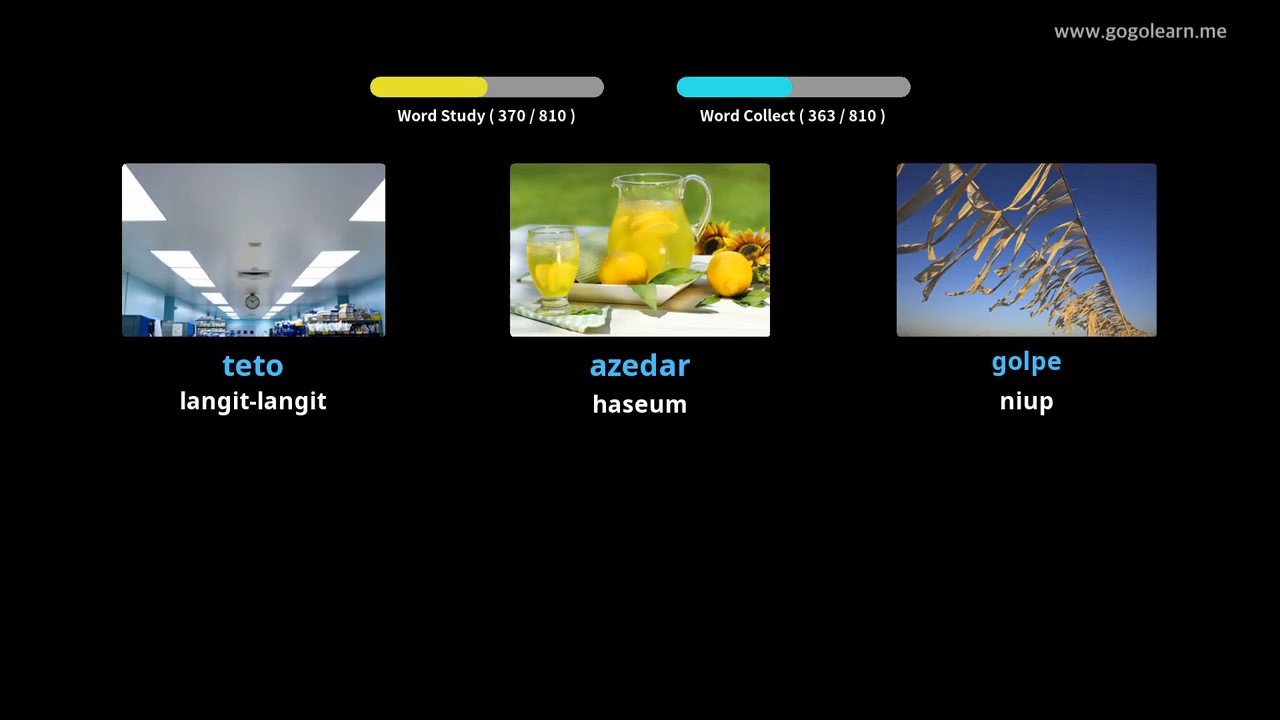 www.gogolearn.me
Word Study ( 370 / 810 )
Word Collect ( 363 / 810 )
teto
langit-langit
azedar
haseum
golpe
niup